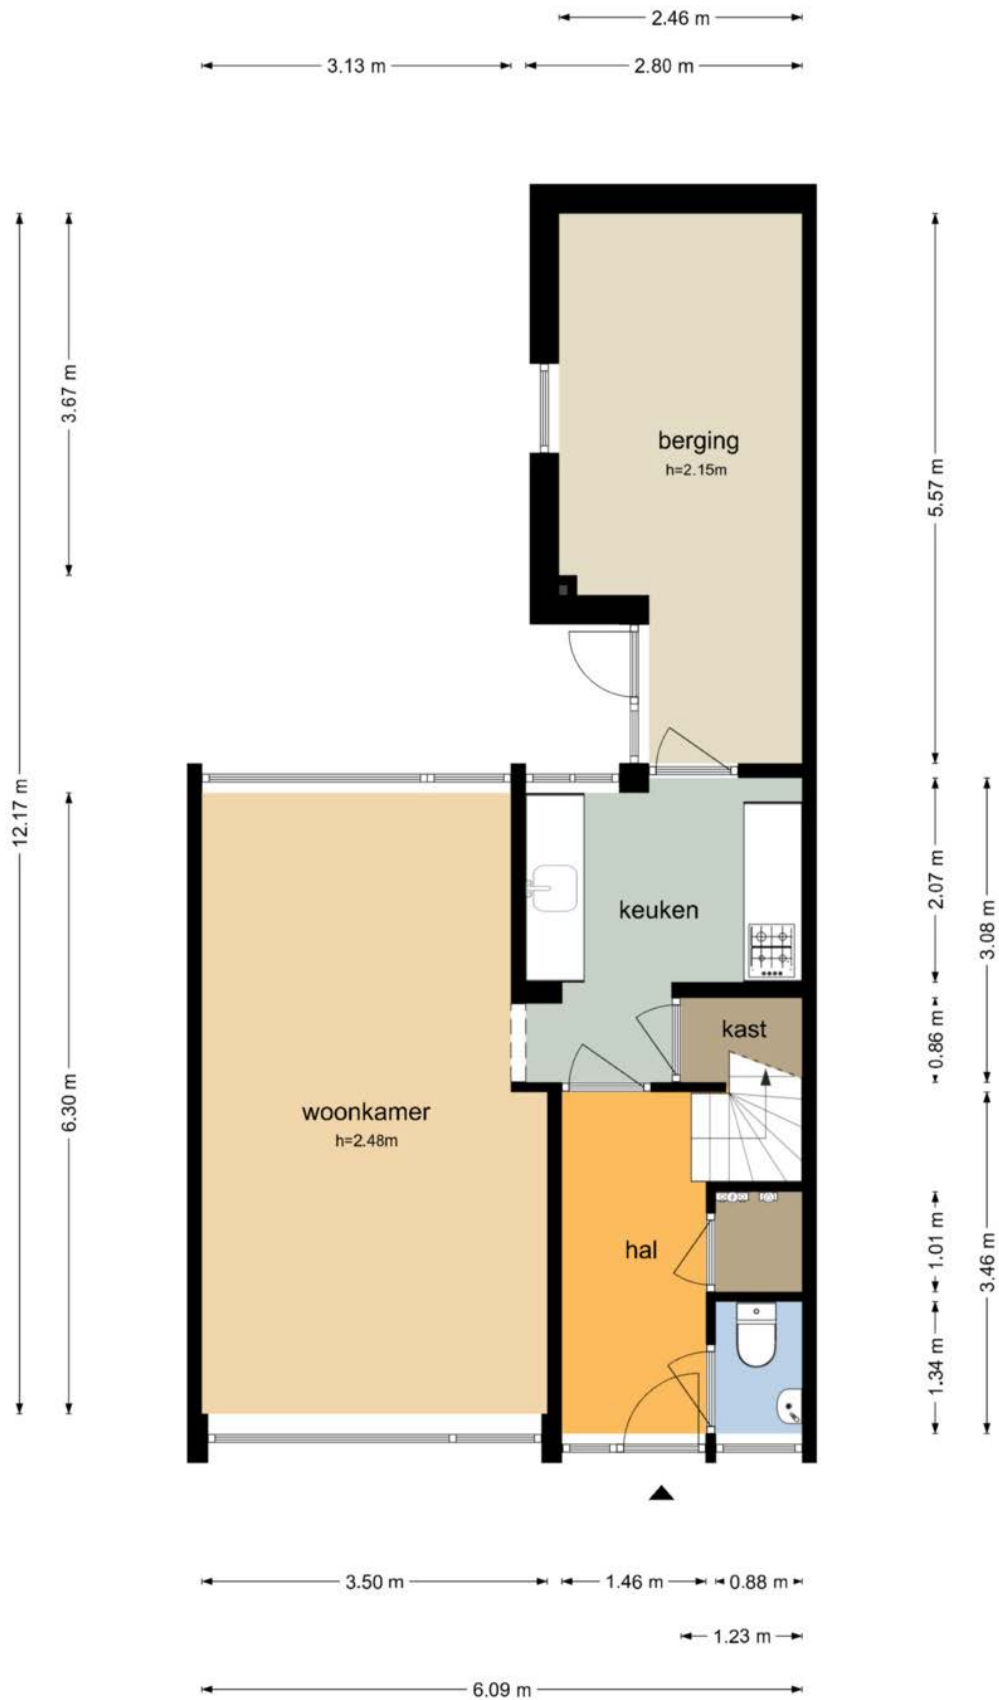 2.46 m
3.13 m
2.80 m
3.67 m
5.57 m
berging
h=2.15m
12.17 m
2.07 m
keuken
3.08 m
kast
0.86 m
6.30 m
woonkamer
h=2.48m
hal
1.01 m
3.46 m
1.34 m
3.50 m
1.46 m
0.88 m
1.23 m
6.09 m